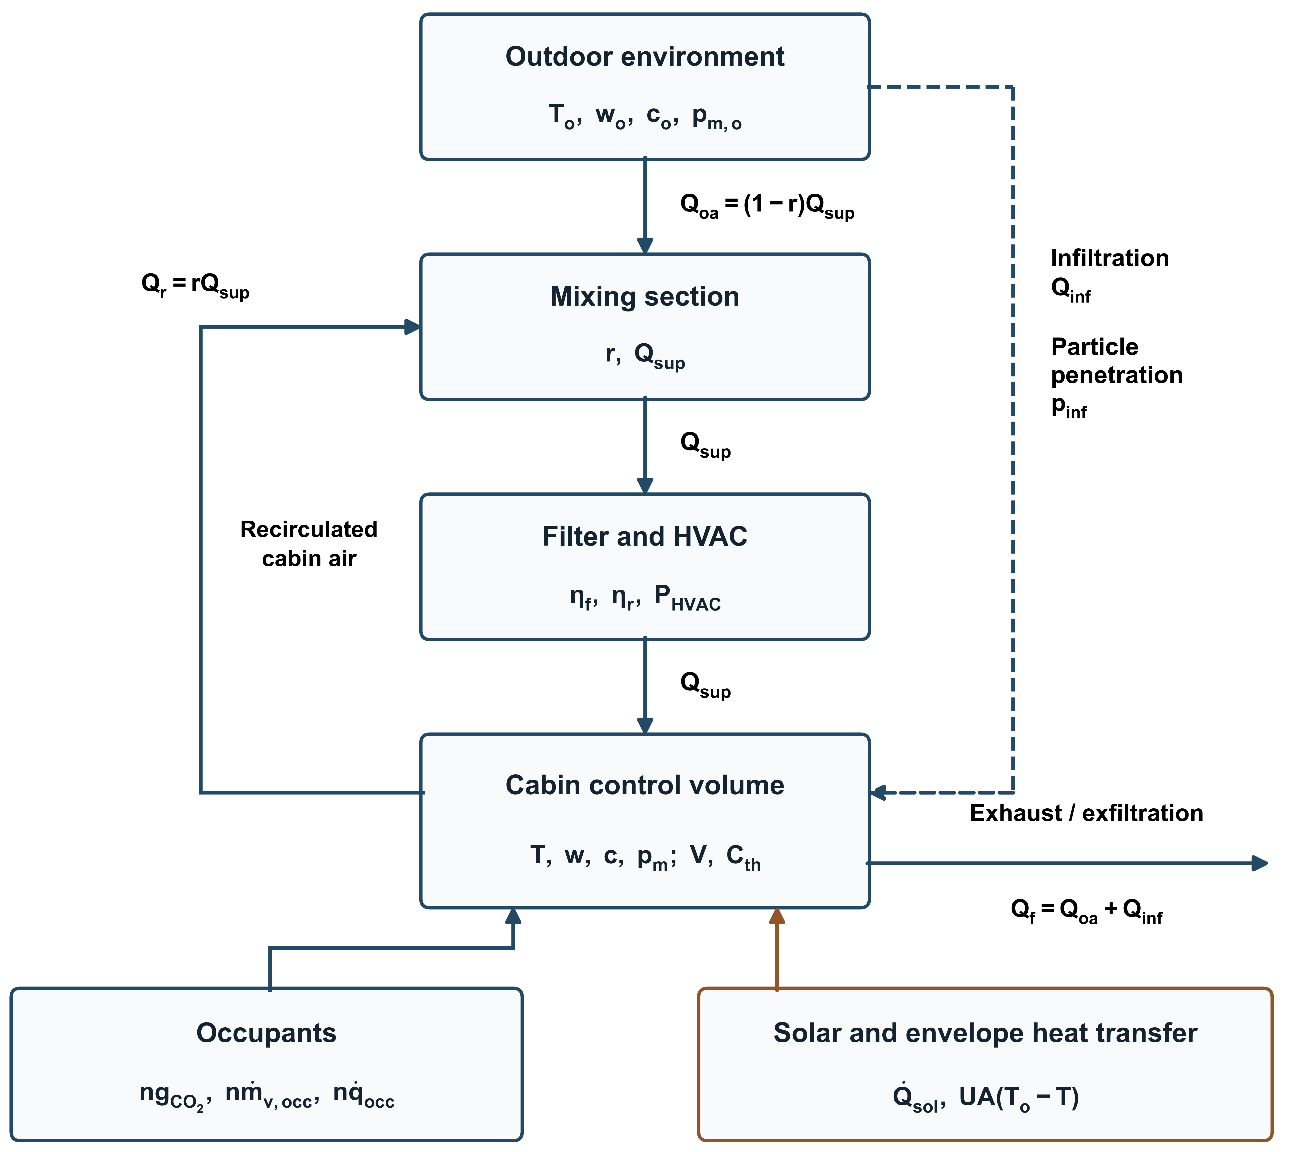 Outdoor environment
Tₒ, wₒ, cₒ, pₘ,ₒ
Qoa = (1 − r)Qsup
Qr = rQsup
Mixing section
r, Qsup
Infiltration
Qinf
Particle
penetration
pinf
Qsup
Recirculated
cabin air
Filter and HVAC
ηf, ηr, PHVAC
Qsup
Cabin control volume
T, w, c, pₘ; V, Cth
Exhaust / exfiltration
Qf = Qoa + Qinf
Occupants
ngCO₂, nṁv,occ, nq̇occ
Solar and envelope heat transfer
Q̇sol, UA(Tₒ − T)